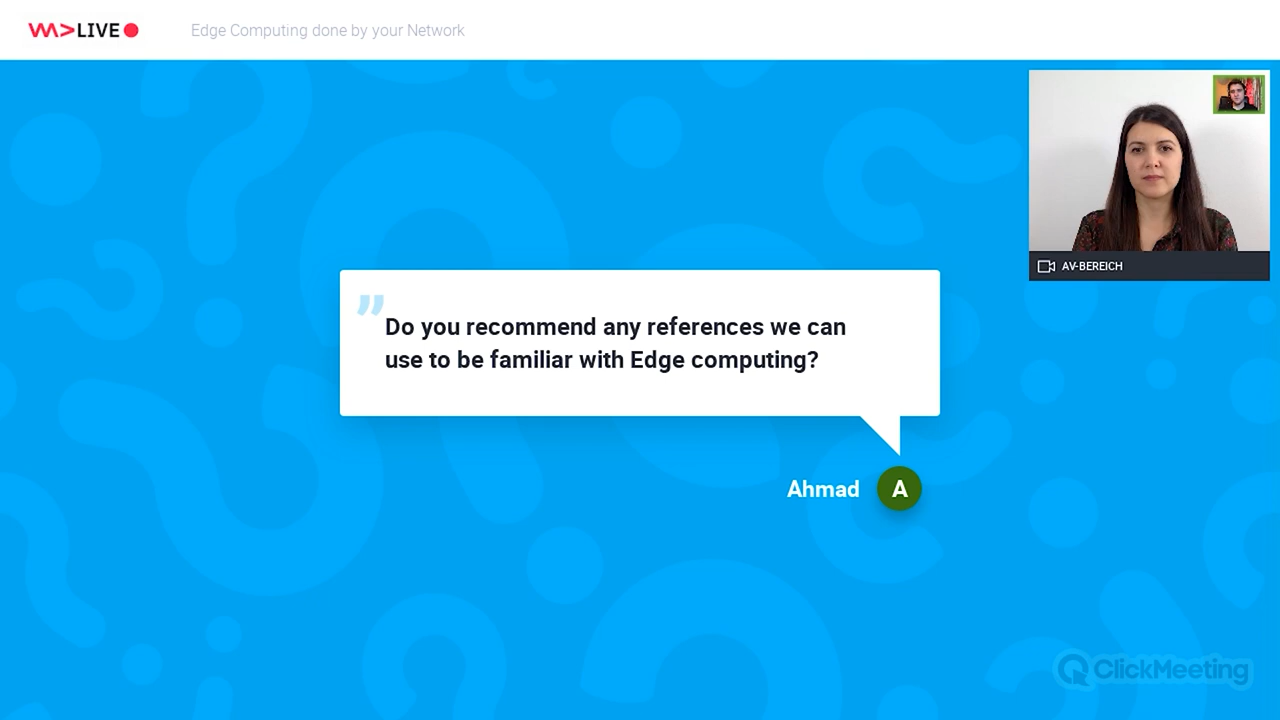 LIVE
Edge Computing done by your Network
AV-BEREICH
"
Do you recommend any references we can
use to be familiar with Edge computing?
Ahmad
A
ClickMeeting